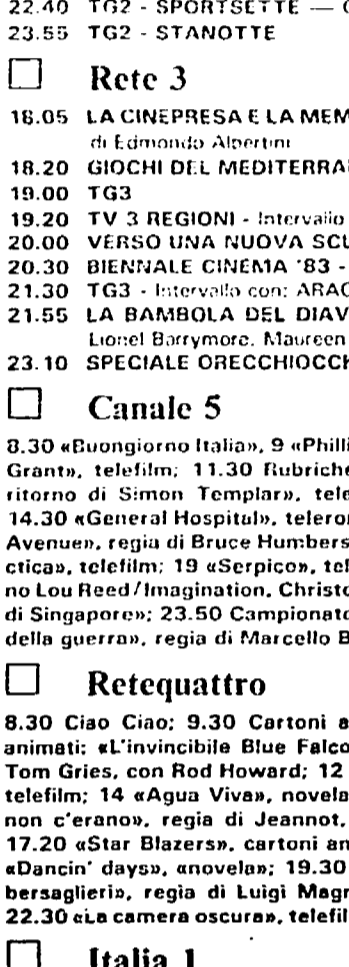 22.40 TG2 - SPORTSETTE —
23.55 TG2 - STANOTTE
Rete 3
18.05 LA CINEPRESA E LA MEM
di Edmondo Albertini
18.20 GIOCHI DEL MEDITERRA
19.00 TG3
19.20 TV 3 REGIONI - Intervallo
20.00 VERSO UNA NUOVA SCU
20.30 BIENNALE CINEMA '83 -
21.30 TG3 - Intervallo con: ARAG
21.55 LA BAMBOLA DEL DIAV
Lionel Barrymore, Maureen
23.10 SPECIALE ORECCHIOCCH
Canale 5
8.30 «Buongiorno Italia», 9 «Philli
Grant», telefilm; 11.30 Rubriche
ritorno di Simon Templar», tele
14.30 «General Hospital», teleror
Avenue», regia di Bruce Humbers
ctica», telefilm; 19 «Serpico», tel
no Lou Reed/Imagination, Christo
di Singapore»; 23.50 Campionato
della guerra», regia di Marcello B
Retequattro
8.30 Ciao Ciao; 9.30 Cartoni a
animati: «L'invincibile Blue Falco
Tom Gries, con Rod Howard; 12
telefilm; 14 «Agua Viva», novela
non c'erano», regia di Jeannot,
17.20 «Star Blazers», cartoni an
«Dancin' days», «novela»; 19.30
bersaglieri», regia di Luigi Magr
22.30 «La camera oscura», telefil
Italia 1